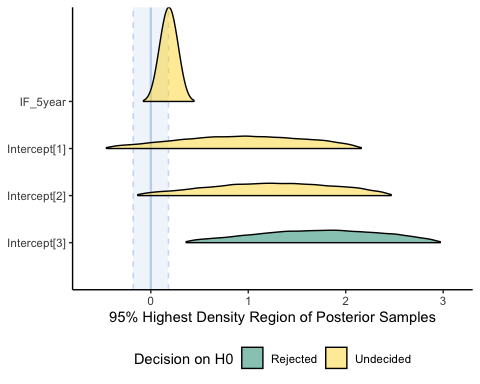 IF_5year
Intercept[1]
Intercept[2]
Intercept[3]
0 1 2 3
95% Highest Density Region of Posterior Samples
Decision on H0 Rejected Undecided